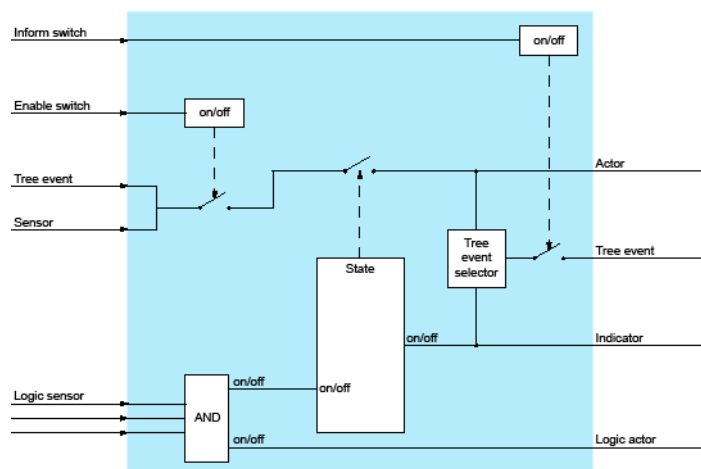 Inform switch
on/off
Enable switch
on/off
Tree event
Actor
Sensor
Tree
event
selector
Tree event
State
on/off
Indicator
on/off
on/off
Logic sensor
AND
on/off
Logic actor